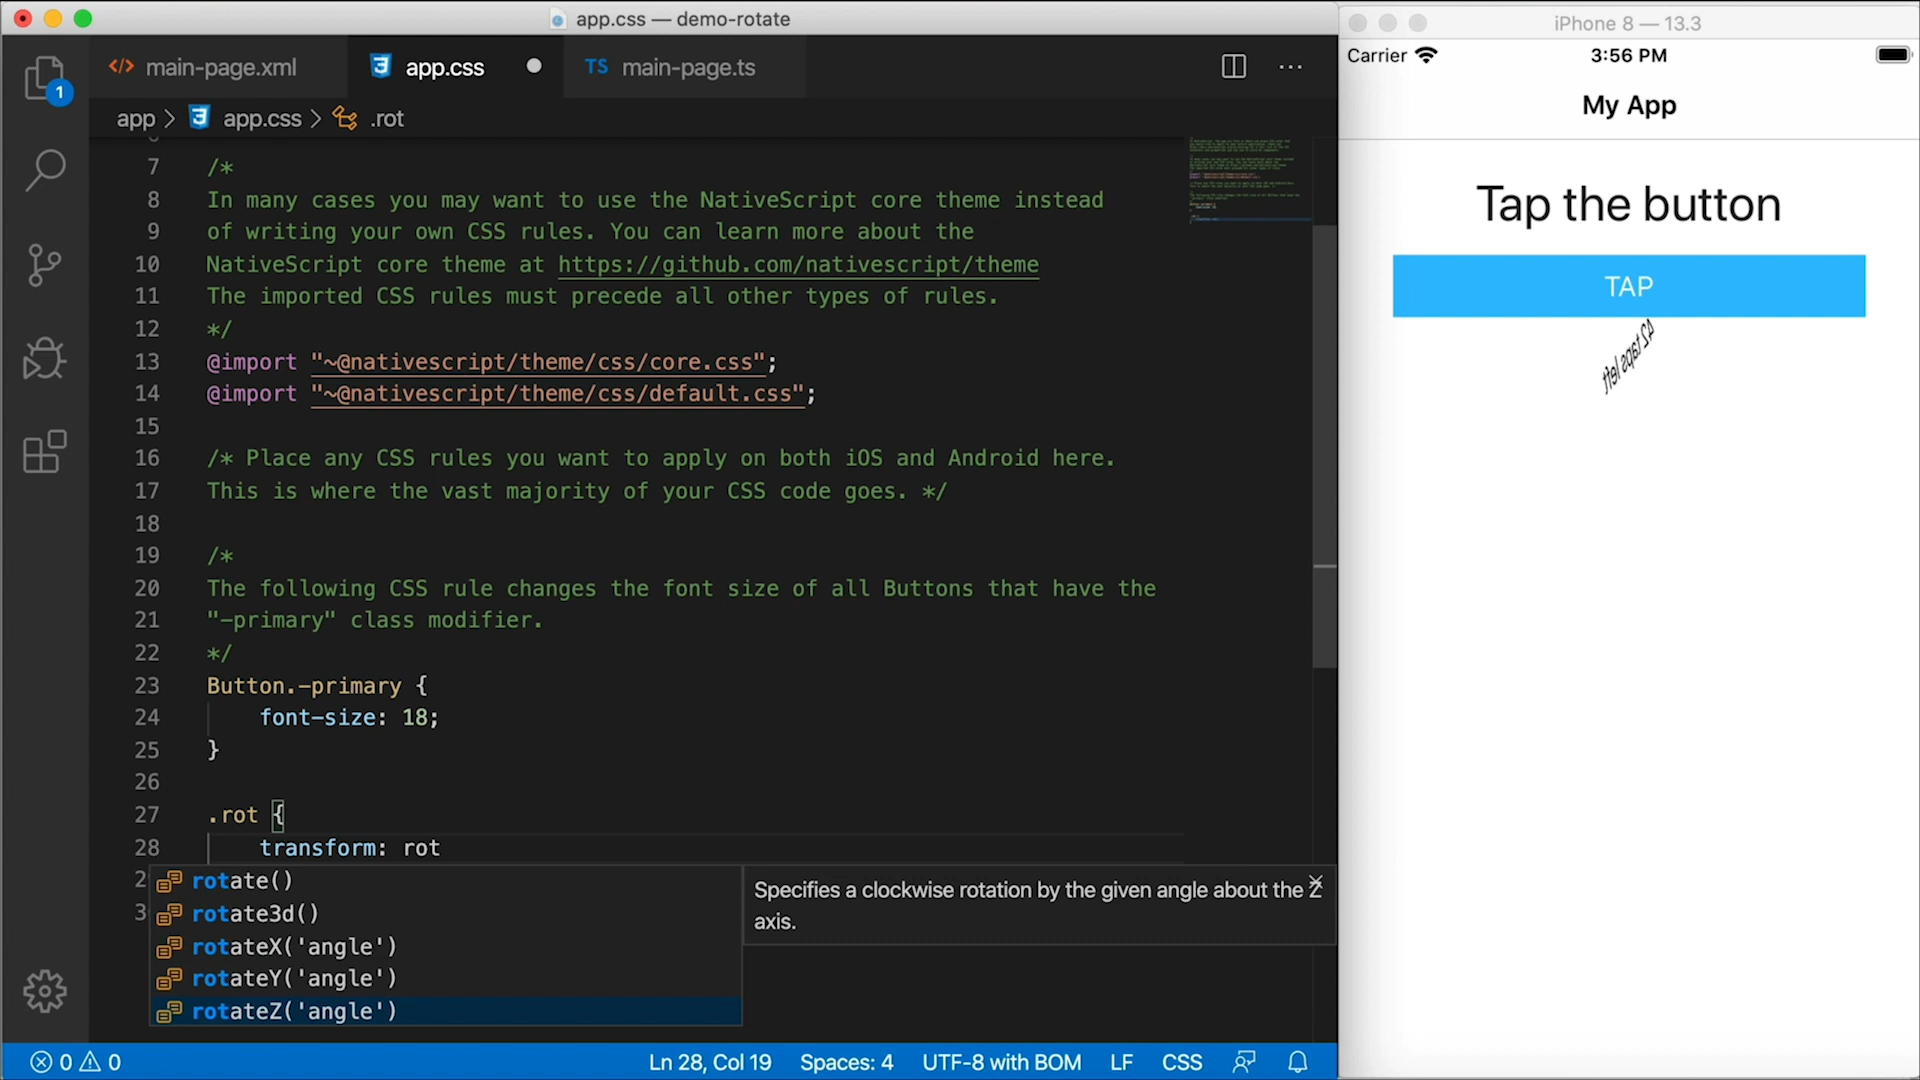 app.css — demo-rotate
main-page.xml
app.css
TS main-page.ts
1
app > app.css > .rot
7 /*
8 In many cases you may want to use the NativeScript core theme instead
9 of writing your own CSS rules. You can learn more about the
10 NativeScript core theme at https://github.com/nativescript/theme
11 The imported CSS rules must precede all other types of rules.
12 */
13 @import "~@nativescript/theme/css/core.css";
14 @import "~@nativescript/theme/css/default.css";
15
16 /* Place any CSS rules you want to apply on both iOS and Android here.
17 This is where the vast majority of your CSS code goes. */
18
19 /*
20 The following CSS rule changes the font size of all Buttons that have the
21 "-primary" class modifier.
22 */
23 Button.-primary {
24 font-size: 18;
25 }
26
27 .rot {
28 transform: rot
2 rotate()
3 rotate3d()
rotateX('angle')
rotateY('angle')
rotateZ('angle')
Specifies a clockwise rotation by the given angle about the Z
axis.
0 0
Ln 28, Col 19 Spaces: 4 UTF-8 with BOM LF CSS
iPhone 8 — 13.3
Carrier 3:56 PM
My App
Tap the button
TAP
42 taps left